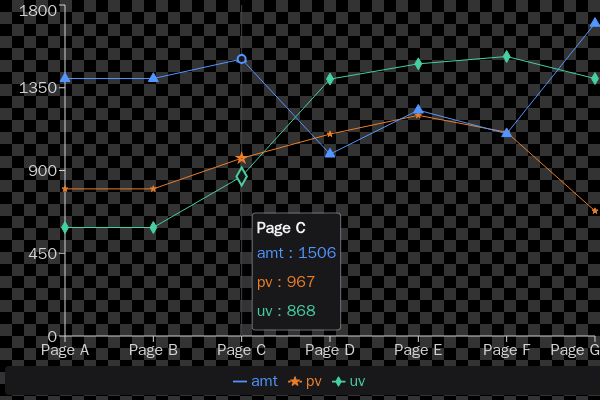 1800
1350
900
450
0
Page C
amt : 1506
pv : 967
uv : 868
Page A Page B Page C Page D Page E Page F Page G
amt pv uv